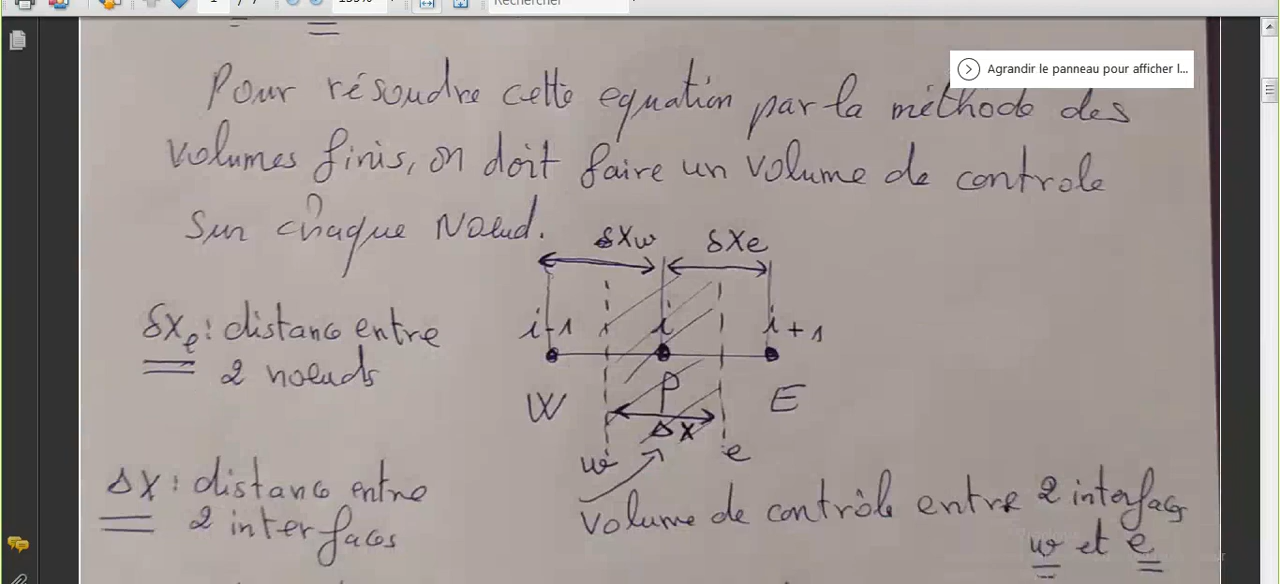 Rechercher
Agrandir le panneau pour afficher l...
Pour résoudre cette equation par la méthode des
volumes finis, on doit faire un volume de controle
sur chaque Noeud.
δXw δXe
δXe : distance entre
2 noeuds
i-1 i i+1
W P E
ΔX
w e
ΔX : distance entre
2 interfaces
Volume de contrôle entre 2 interfaces
w et e